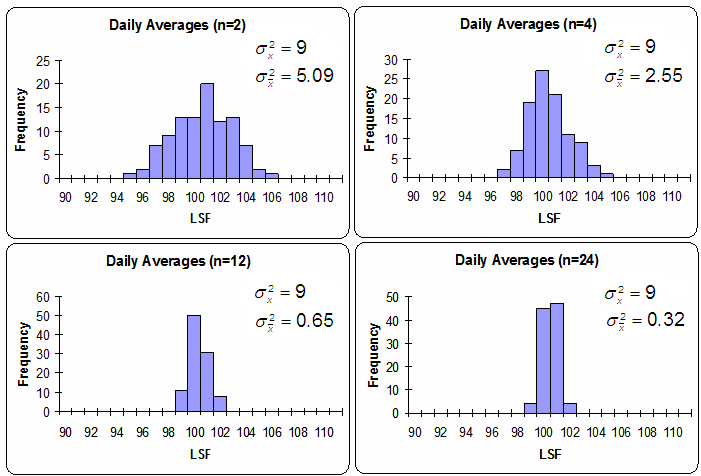 Daily Averages (n=2)
σ²ₓ = 9
σ²x̄ = 5.09
25
20
15
10
5
0
Frequency
90 92 94 96 98 100 102 104 106 108 110
LSF
Daily Averages (n=4)
σ²ₓ = 9
σ²x̄ = 2.55
30
25
20
15
10
5
0
Frequency
90 92 94 96 98 100 102 104 106 108 110
LSF
Daily Averages (n=12)
σ²ₓ = 9
σ²x̄ = 0.65
60
50
40
30
20
10
0
Frequency
90 92 94 96 98 100 102 104 106 108 110
LSF
Daily Averages (n=24)
σ²ₓ = 9
σ²x̄ = 0.32
50
40
30
20
10
0
Frequency
90 92 94 96 98 100 102 104 106 108 110
LSF